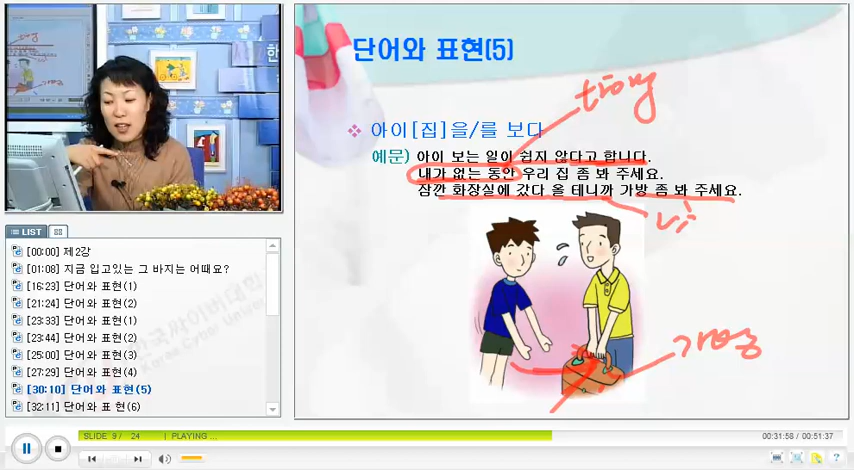 단어와 표현(5)
trong
아이[집]을/를 보다
예문) 아이 보는 일이 쉽지 않다고 합니다.
내가 없는 동안 우리 집 좀 봐 주세요.
잠깐 화장실에 갔다 올 테니까 가방 좀 봐 주세요.
Vì
가방
LIST
[00:00] 제2강
[01:08] 지금 입고있는 그 바지는 어때요?
[16:23] 단어와 표현(1)
[21:24] 단어와 표현(2)
[23:33] 단어와 표현(1)
[23:44] 단어와 표현(2)
[25:00] 단어와 표현(3)
[27:29] 단어와 표현(4)
[30:10] 단어와 표현(5)
[32:11] 단어와 표 현(6)
SLIDE 9 / 24 | PLAYING ...
00:31:58 / 00:51:37